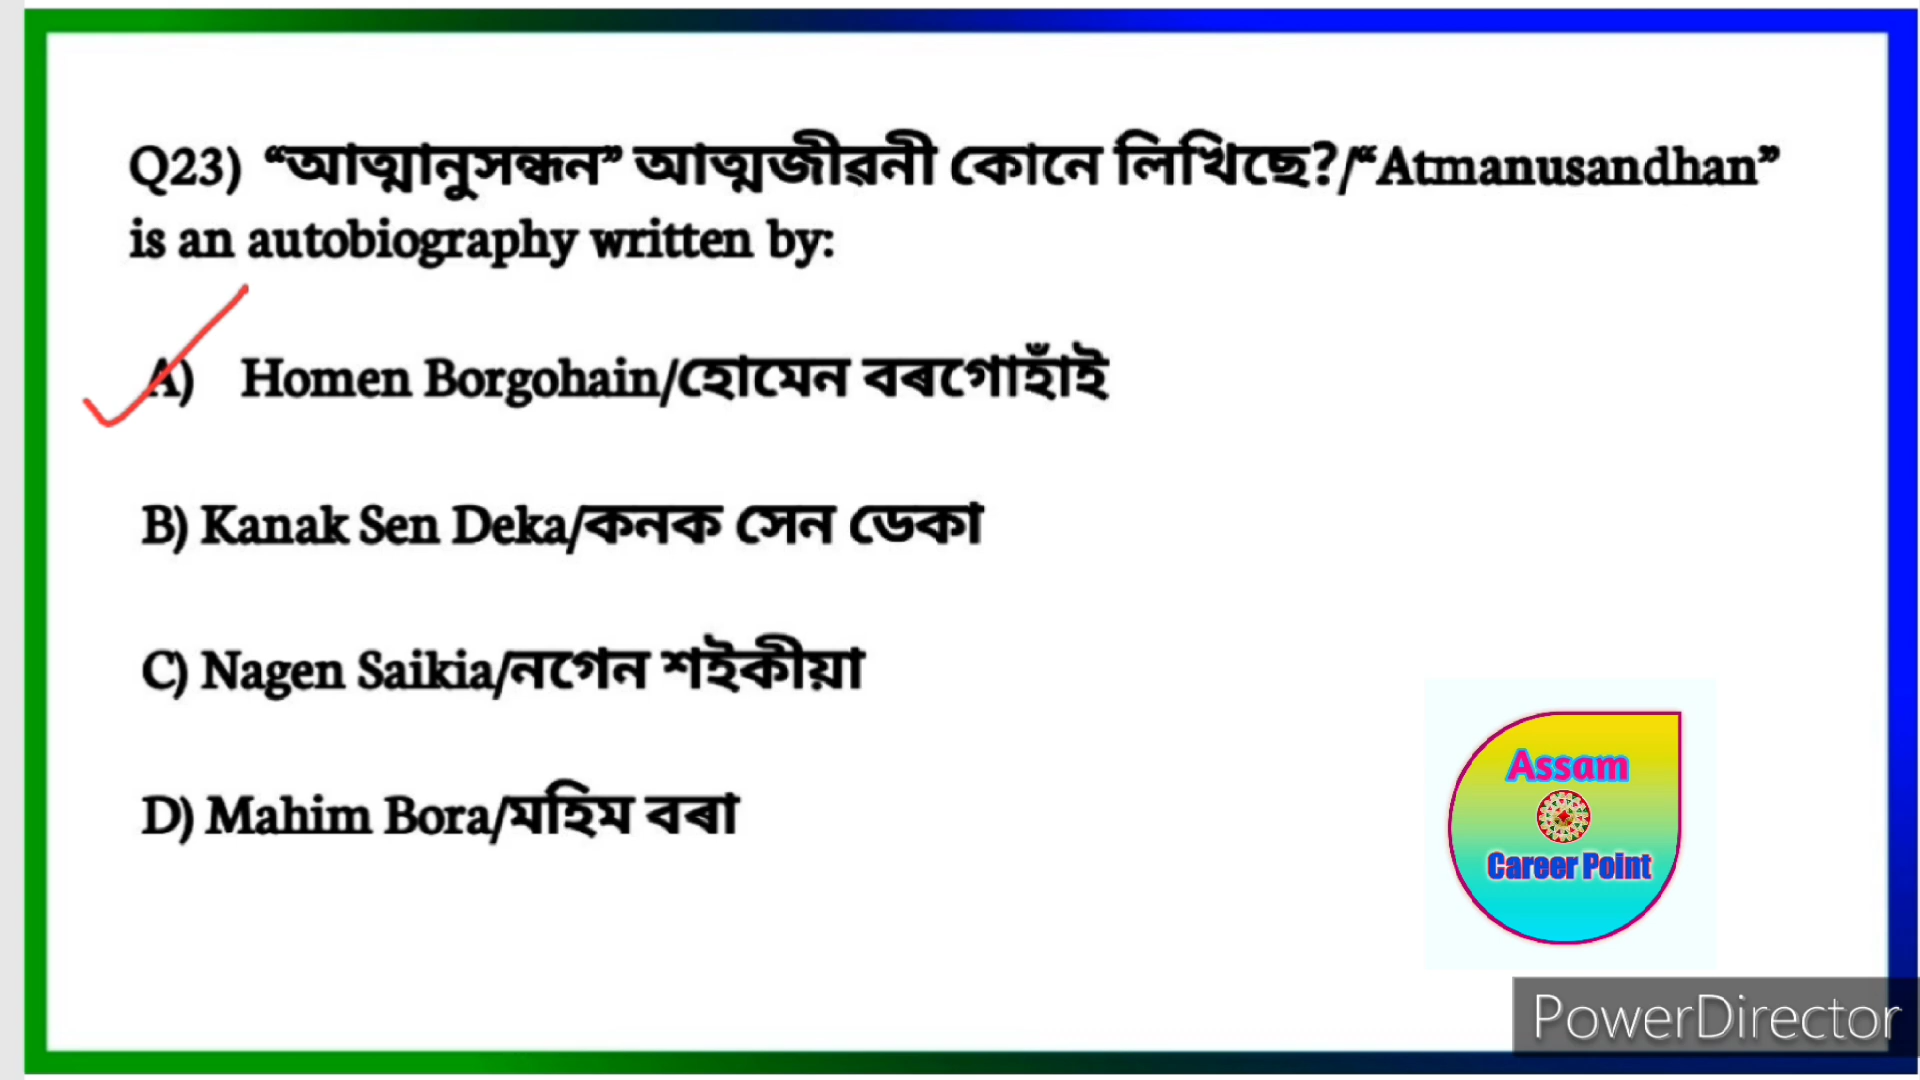 Q23) “আত্মানুসন্ধন” আত্মজীৱনী কোনে লিখিছে?/“Atmanusandhan”
is an autobiography written by:
A) Homen Borgohain/হোমেন বৰগোহাঁই
B) Kanak Sen Deka/কনক সেন ডেকা
C) Nagen Saikia/নগেন শইকীয়া
D) Mahim Bora/মহিম বৰা
Assam
Career Point
PowerDirector